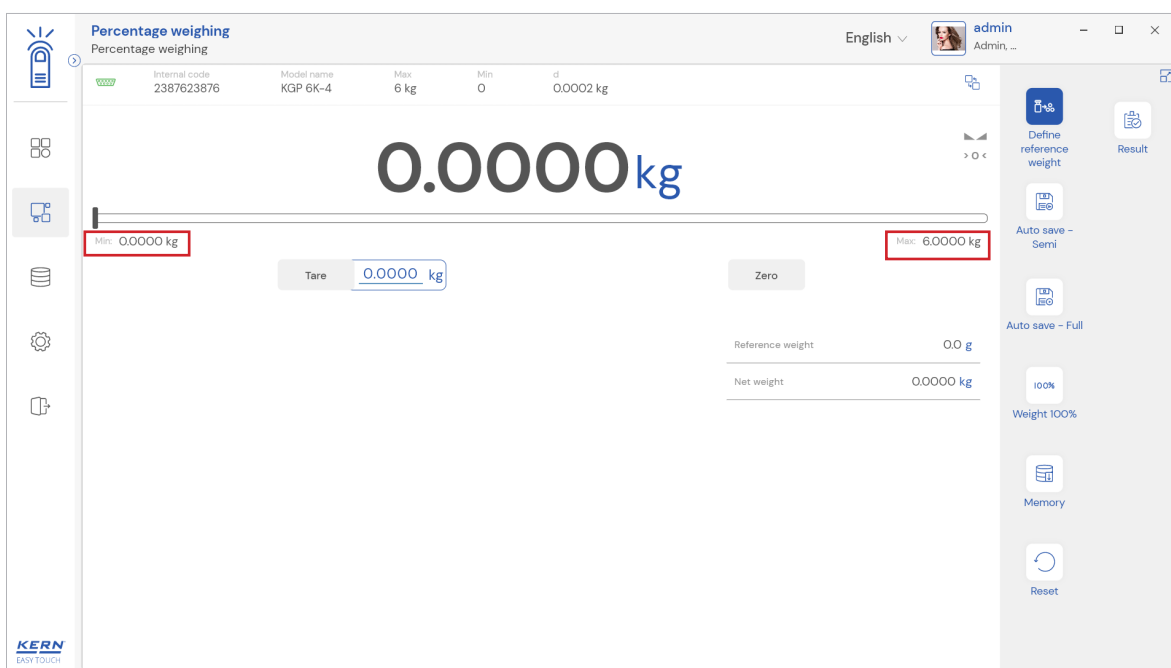 Percentage weighing
Percentage weighing
English
admin
Admin, ...
Internal code
2387623876
Model name
KGP 6K-4
Max
6 kg
Min
0
d
0.0002 kg
0.0000 kg
>0<
Min: 0.0000 kg
Max: 6.0000 kg
Tare
0.0000 kg
Zero
Reference weight 0.0 g
Net weight 0.0000 kg
Define
reference
weight
Result
Auto save -
Semi
Auto save - Full
100%
Weight 100%
Memory
Reset
KERN
EASY TOUCH